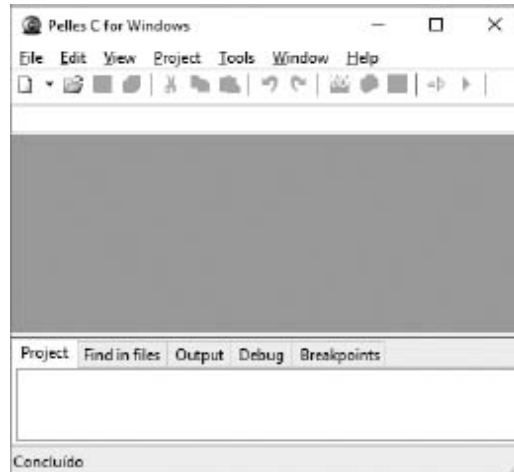 Pelles C for Windows
File Edit View Project Tools Window Help
Project Find in files Output Debug Breakpoints
Concluído